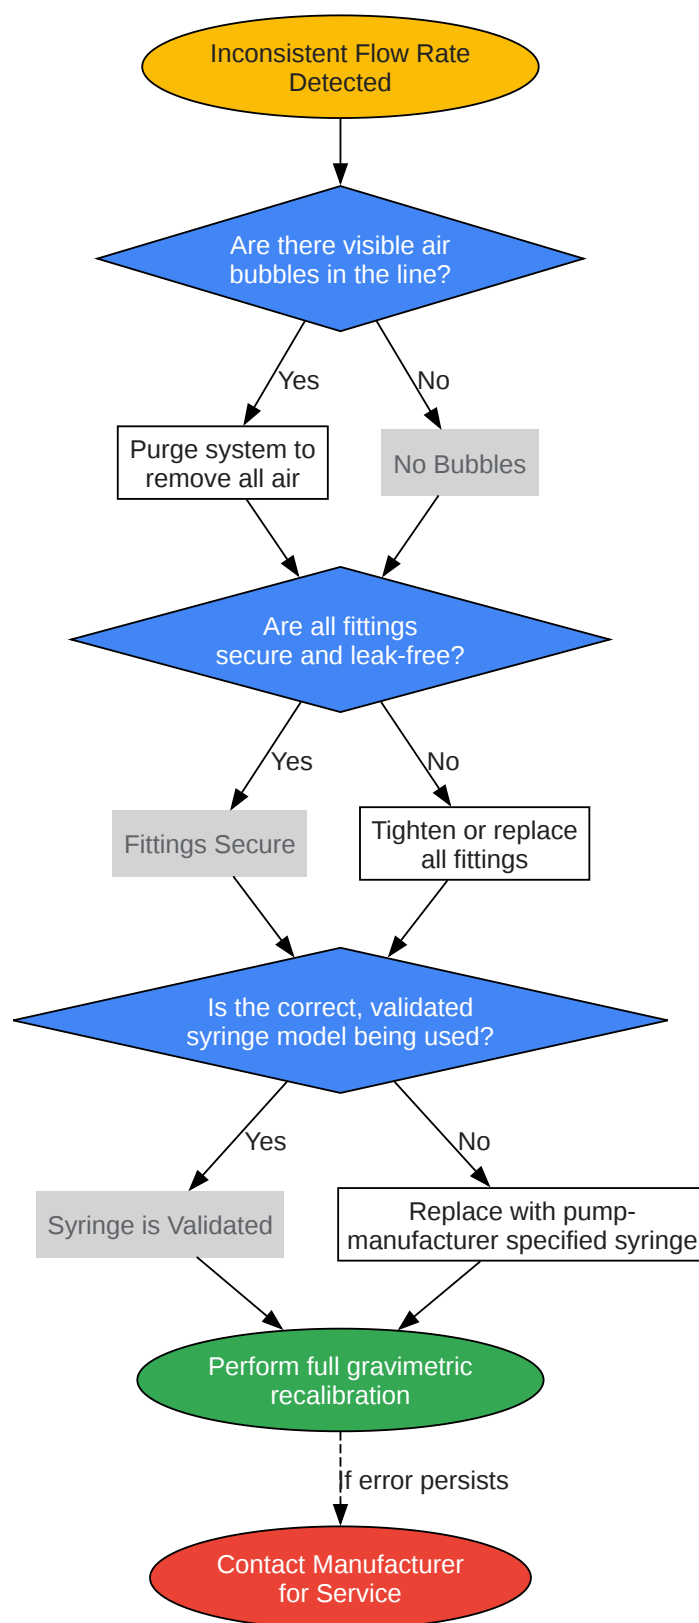 Inconsistent Flow Rate
Detected
Are there visible air
bubbles in the line?
Yes
No
Purge system to
remove all air
No Bubbles
Are all fittings
secure and leak-free?
Yes
No
Fittings Secure
Tighten or replace
all fittings
Is the correct, validated
syringe model being used?
Yes
No
Syringe is Validated
Replace with pump-
manufacturer specified syringe
Perform full gravimetric
recalibration
If error persists
Contact Manufacturer
for Service